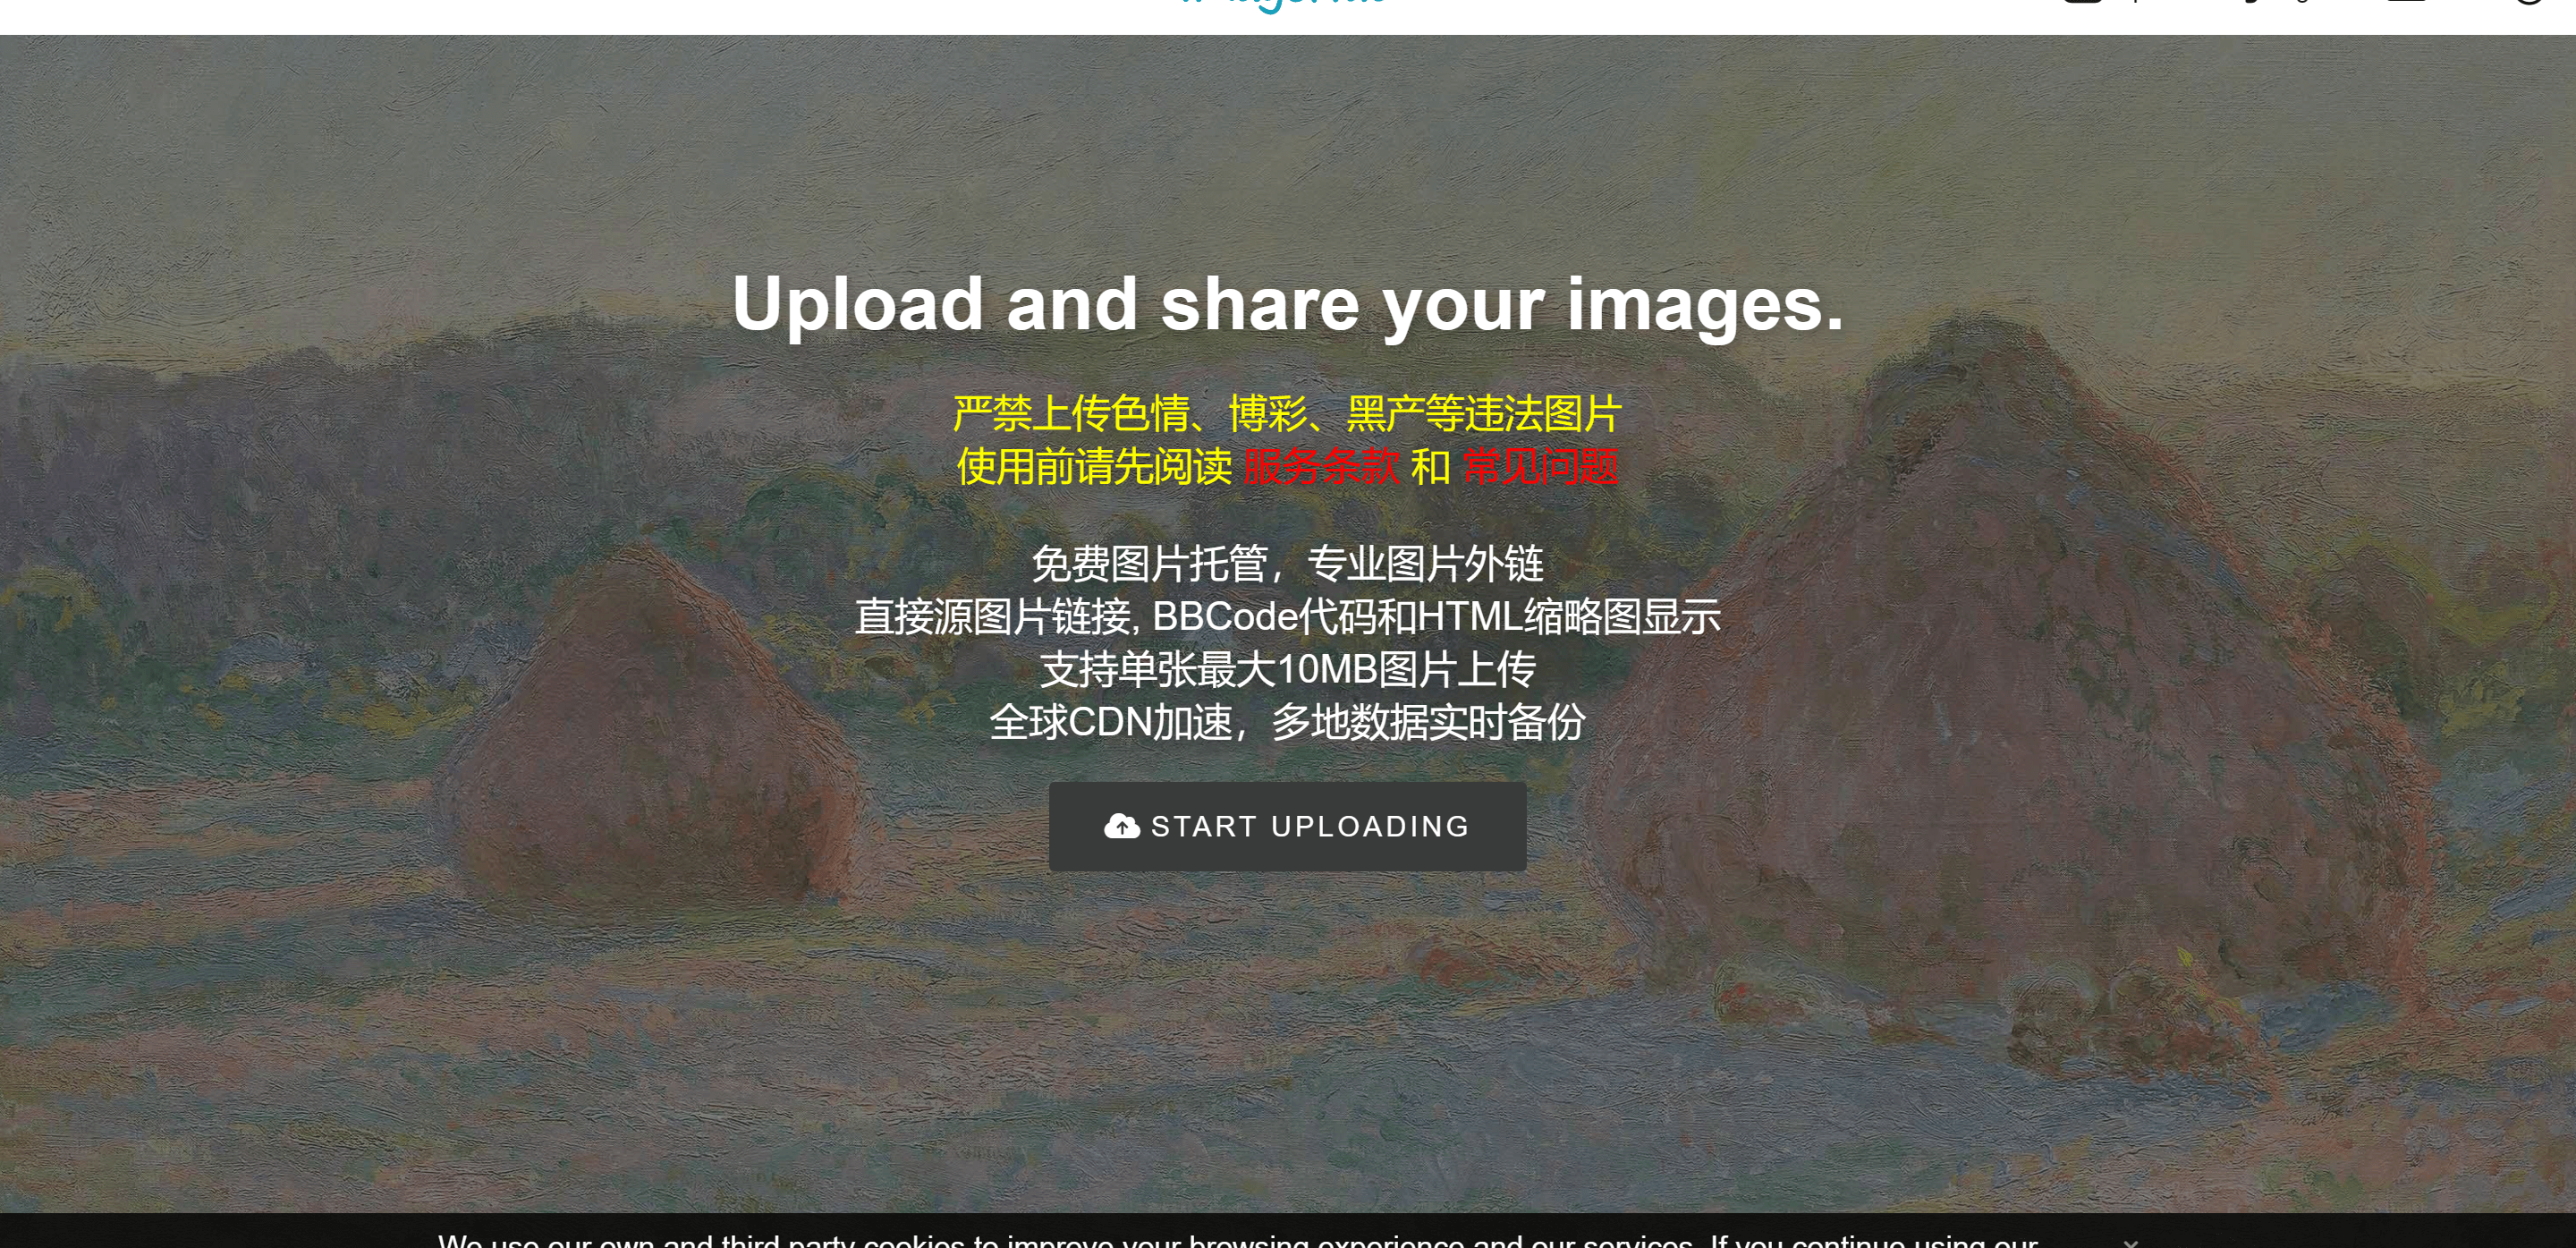 Upload and share your images.
严禁上传色情、博彩、黑产等违法图片
使用前请先阅读 服务条款 和 常见问题
免费图片托管，专业图片外链
直接源图片链接, BBCode代码和HTML缩略图显示
支持单张最大10MB图片上传
全球CDN加速，多地数据实时备份
START UPLOADING
We use our own and third party cookies to improve your browsing experience and our services. If you continue using our